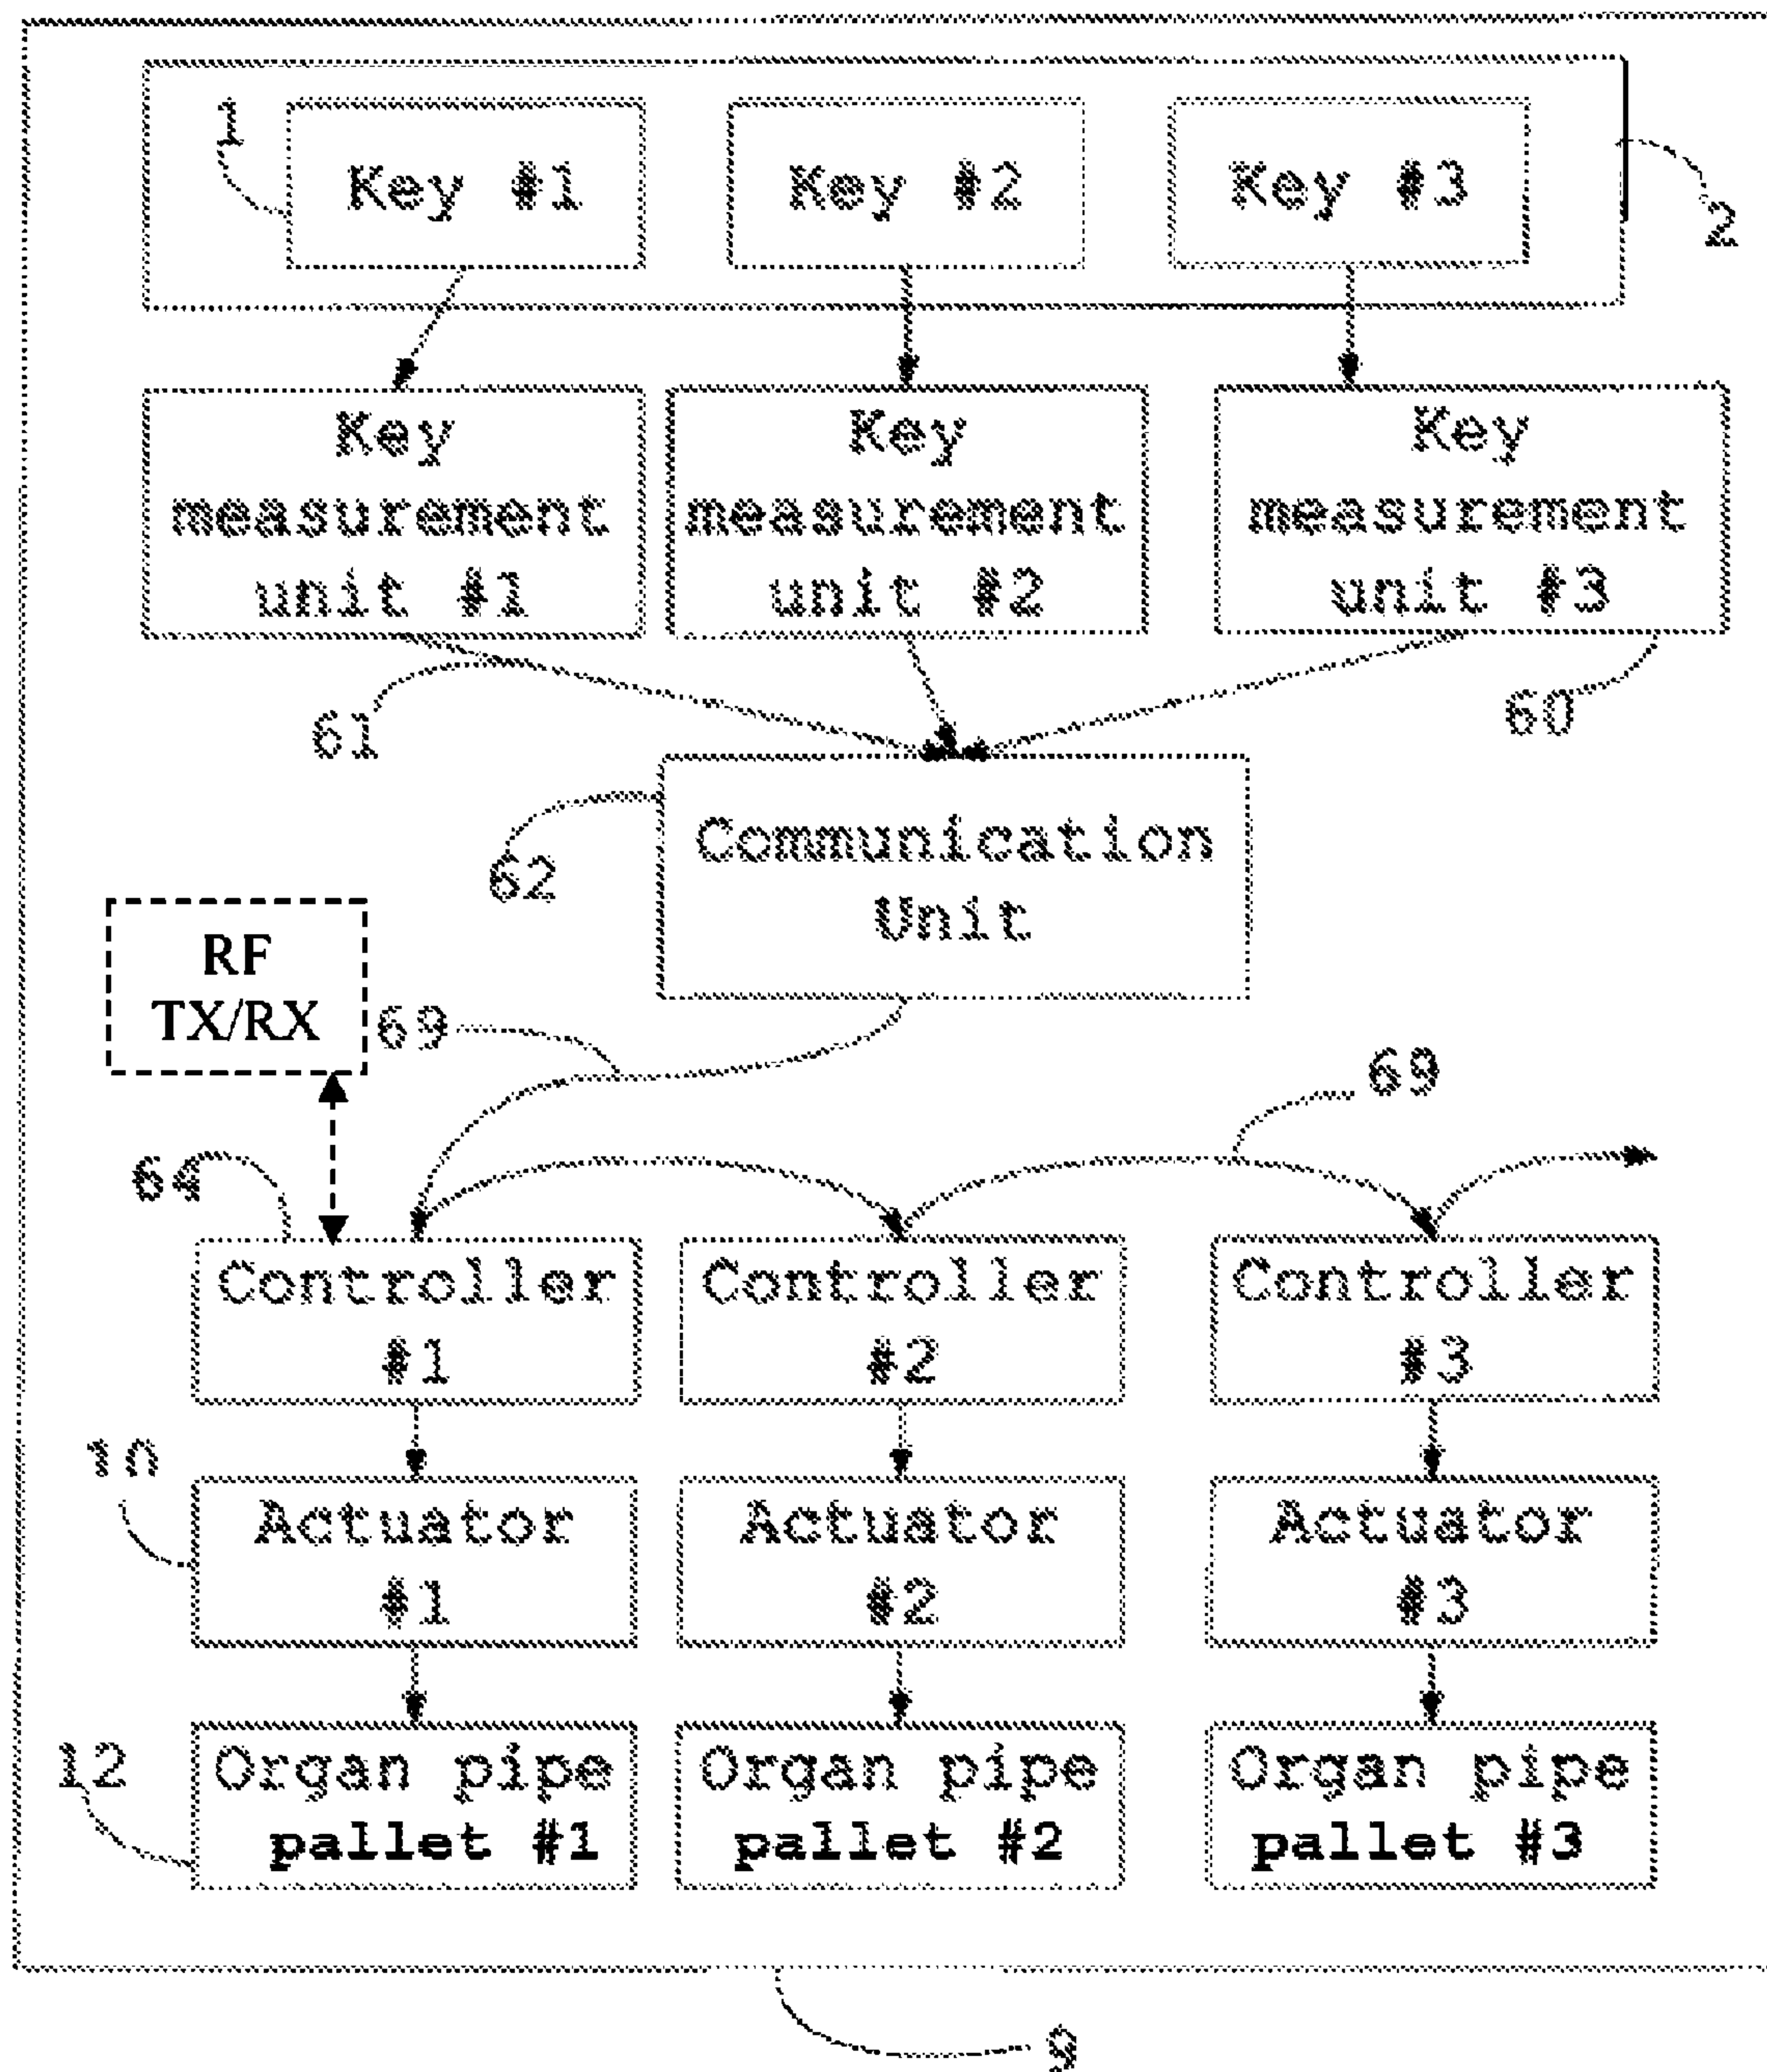 1
Key #1
Key #2
Key #3
2
Key
measurement
unit #1
Key
measurement
unit #2
Key
measurement
unit #3
61
60
62
Communication
Unit
RF
TX/RX
69
69
64
Controller
#1
Controller
#2
Controller
#3
10
Actuator
#1
Actuator
#2
Actuator
#3
12
Organ pipe
pallet #1
Organ pipe
pallet #2
Organ pipe
pallet #3
9